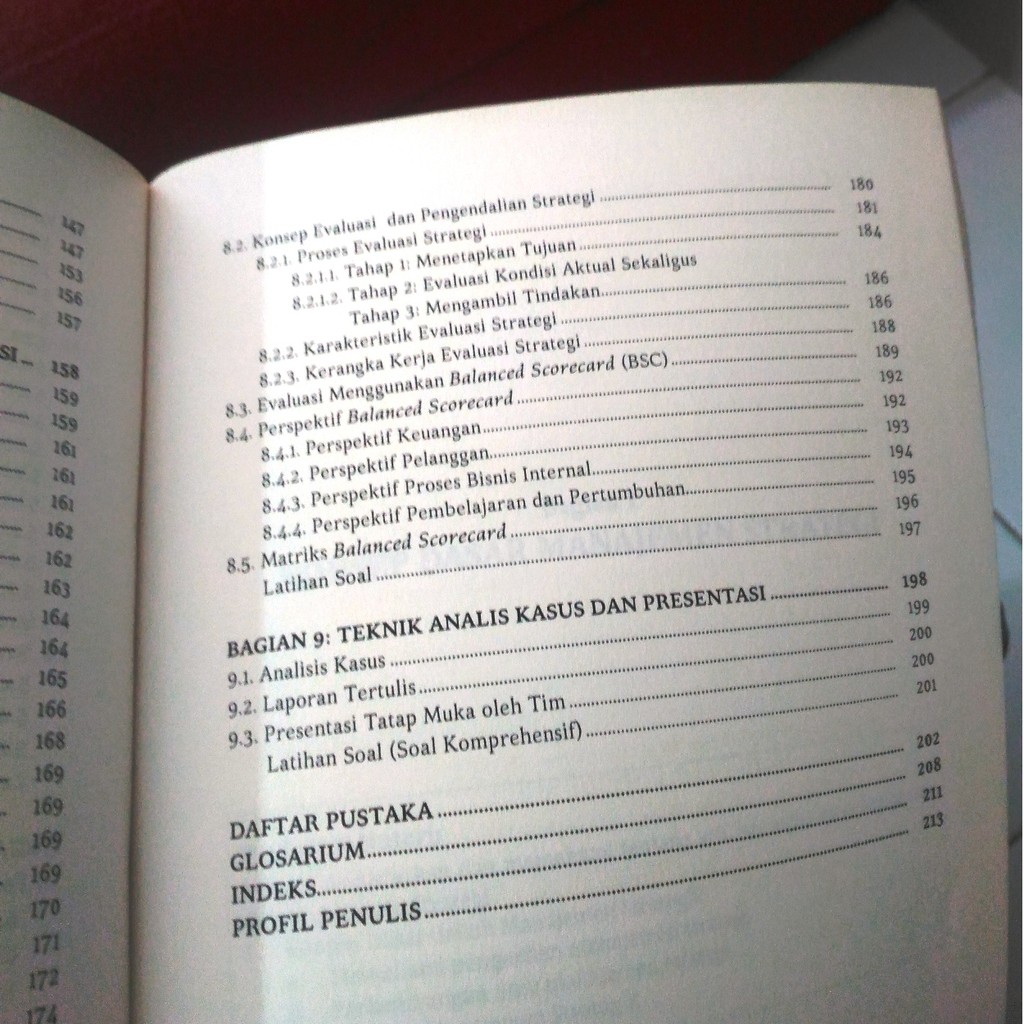 147
147
153
156
157
SI
158
159
159
161
161
161
162
162
163
164
164
165
166
168
169
169
169
169
170
171
172
174
8.2. Konsep Evaluasi dan Pengendalian Strategi ........ 180
8.2.1. Proses Evaluasi Strategi ........ 181
8.2.1.1. Tahap 1: Menetapkan Tujuan ........ 184
8.2.1.2. Tahap 2: Evaluasi Kondisi Aktual Sekaligus
Tahap 3: Mengambil Tindakan ........ 186
8.2.2. Karakteristik Evaluasi Strategi ........ 186
8.2.3. Kerangka Kerja Evaluasi Strategi ........ 188
8.3. Evaluasi Menggunakan Balanced Scorecard (BSC) ........ 189
8.4. Perspektif Balanced Scorecard ........ 192
8.4.1. Perspektif Keuangan ........ 192
8.4.2. Perspektif Pelanggan ........ 193
8.4.3. Perspektif Proses Bisnis Internal ........ 194
8.4.4. Perspektif Pembelajaran dan Pertumbuhan ........ 195
8.5. Matriks Balanced Scorecard ........ 196
Latihan Soal ........ 197
BAGIAN 9: TEKNIK ANALIS KASUS DAN PRESENTASI ........ 198
9.1. Analisis Kasus ........ 199
9.2. Laporan Tertulis ........ 200
9.3. Presentasi Tatap Muka oleh Tim ........ 200
Latihan Soal (Soal Komprehensif) ........ 201
DAFTAR PUSTAKA ........ 202
GLOSARIUM ........ 208
INDEKS ........ 211
PROFIL PENULIS ........ 213